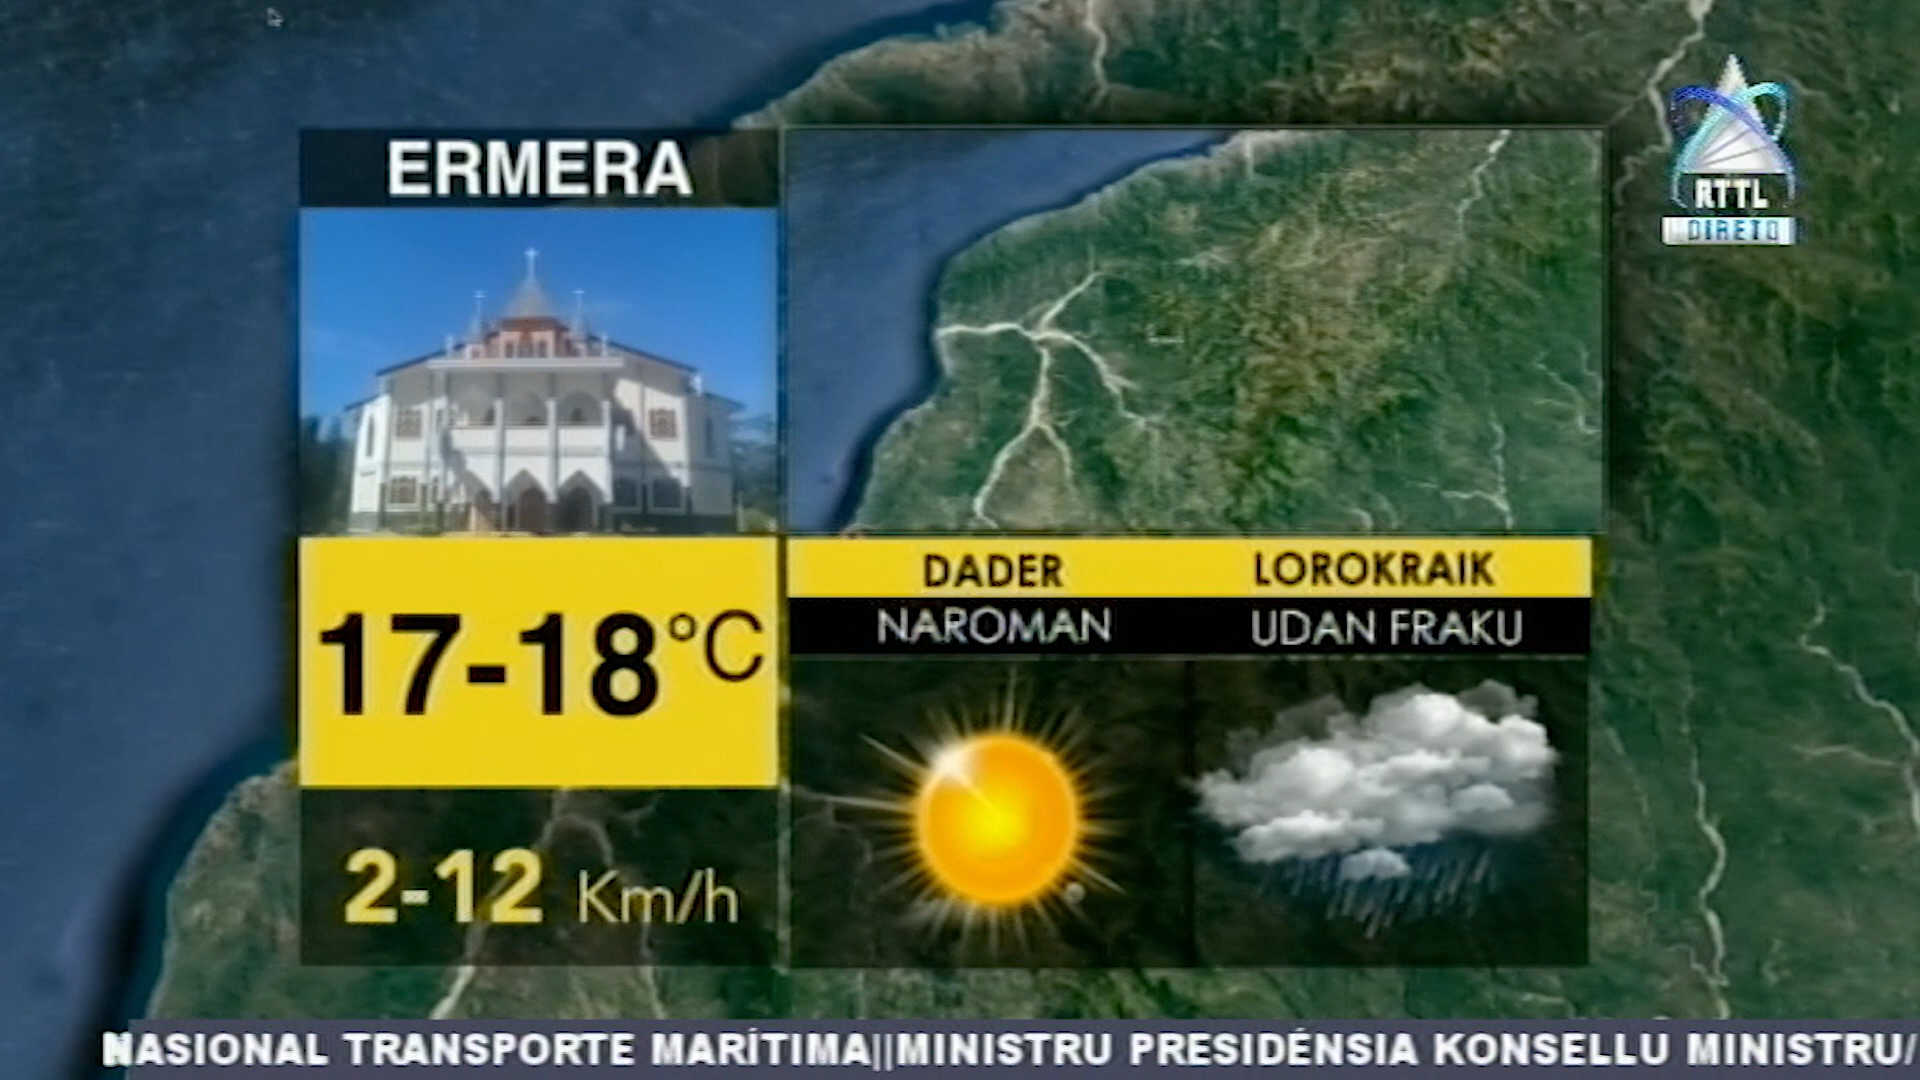 ERMERA
RTTL
DIRETO
17-18°C
2-12 Km/h
DADER
LOROKRAIK
NAROMAN
UDAN FRAKU
NASIONAL TRANSPORTE MARÍTIMA||MINISTRU PRESIDÉNSIA KONSELLU MINISTRU/